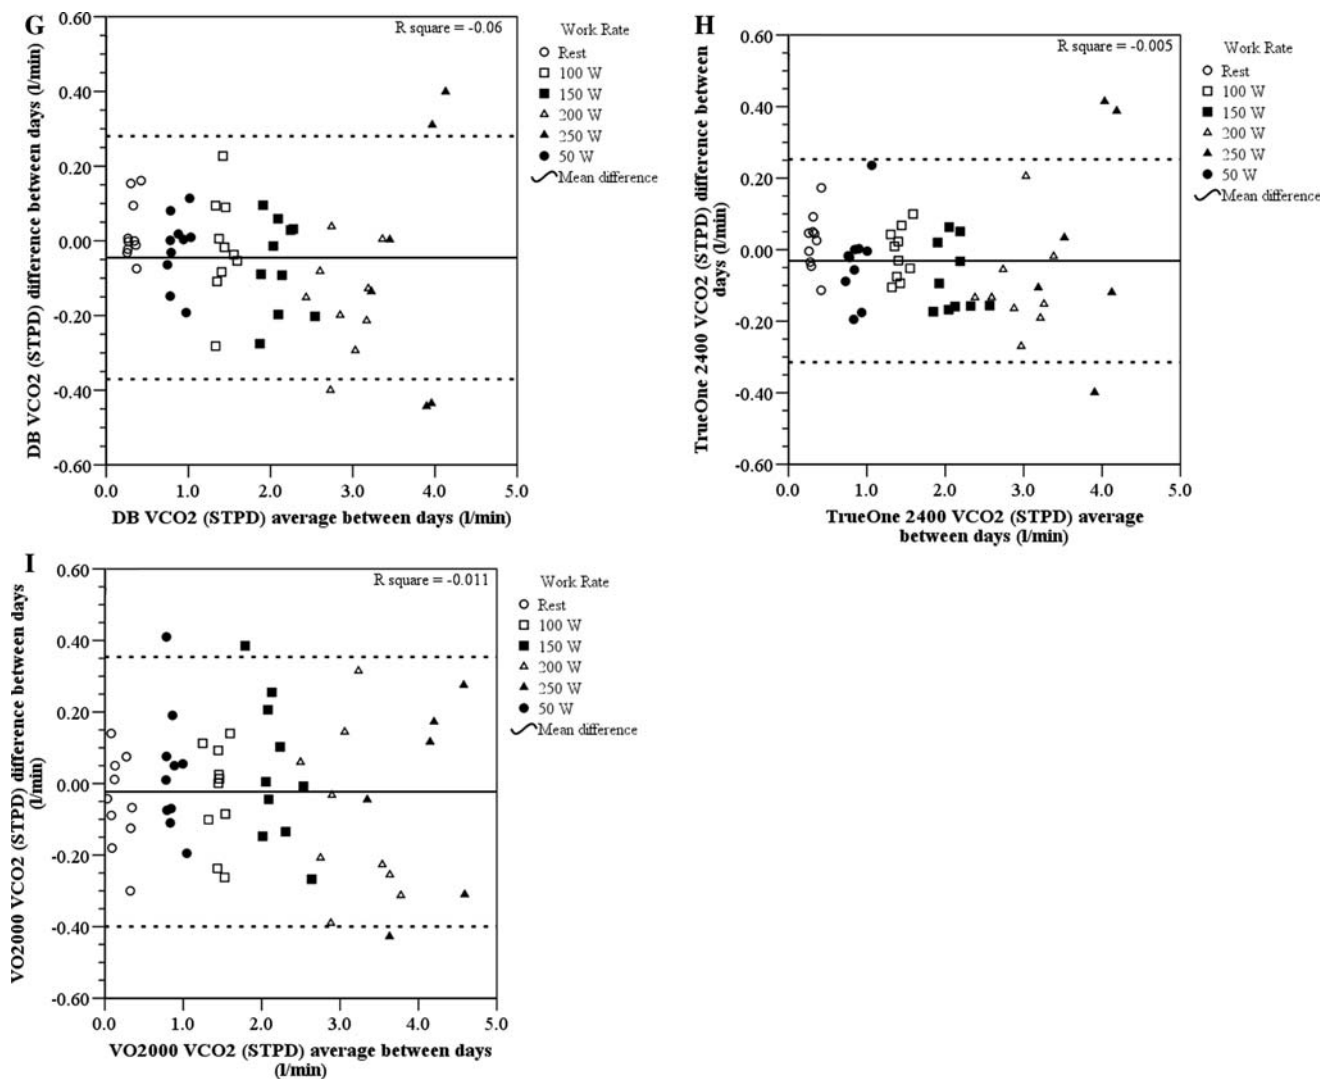 G
R square = -0.06
0.60
0.40
0.20
0.00
-0.20
-0.40
-0.60
DB VCO2 (STPD) difference between days (l/min)
0.0 1.0 2.0 3.0 4.0 5.0
DB VCO2 (STPD) average between days (l/min)
Work Rate
Rest
100 W
150 W
200 W
250 W
50 W
Mean difference
H
R square = -0.005
0.60
0.40
0.20
0.00
-0.20
-0.40
-0.60
TrueOne 2400 VCO2 (STPD) difference between
days (l/min)
0.0 1.0 2.0 3.0 4.0 5.0
TrueOne 2400 VCO2 (STPD) average
between days (l/min)
Work Rate
Rest
100 W
150 W
200 W
250 W
50 W
Mean difference
I
R square = -0.011
0.60
0.40
0.20
0.00
-0.20
-0.40
-0.60
VO2000 VCO2 (STPD) difference between days
(l/min)
0.0 1.0 2.0 3.0 4.0 5.0
VO2000 VCO2 (STPD) average between days
(l/min)
Work Rate
Rest
100 W
150 W
200 W
250 W
50 W
Mean difference